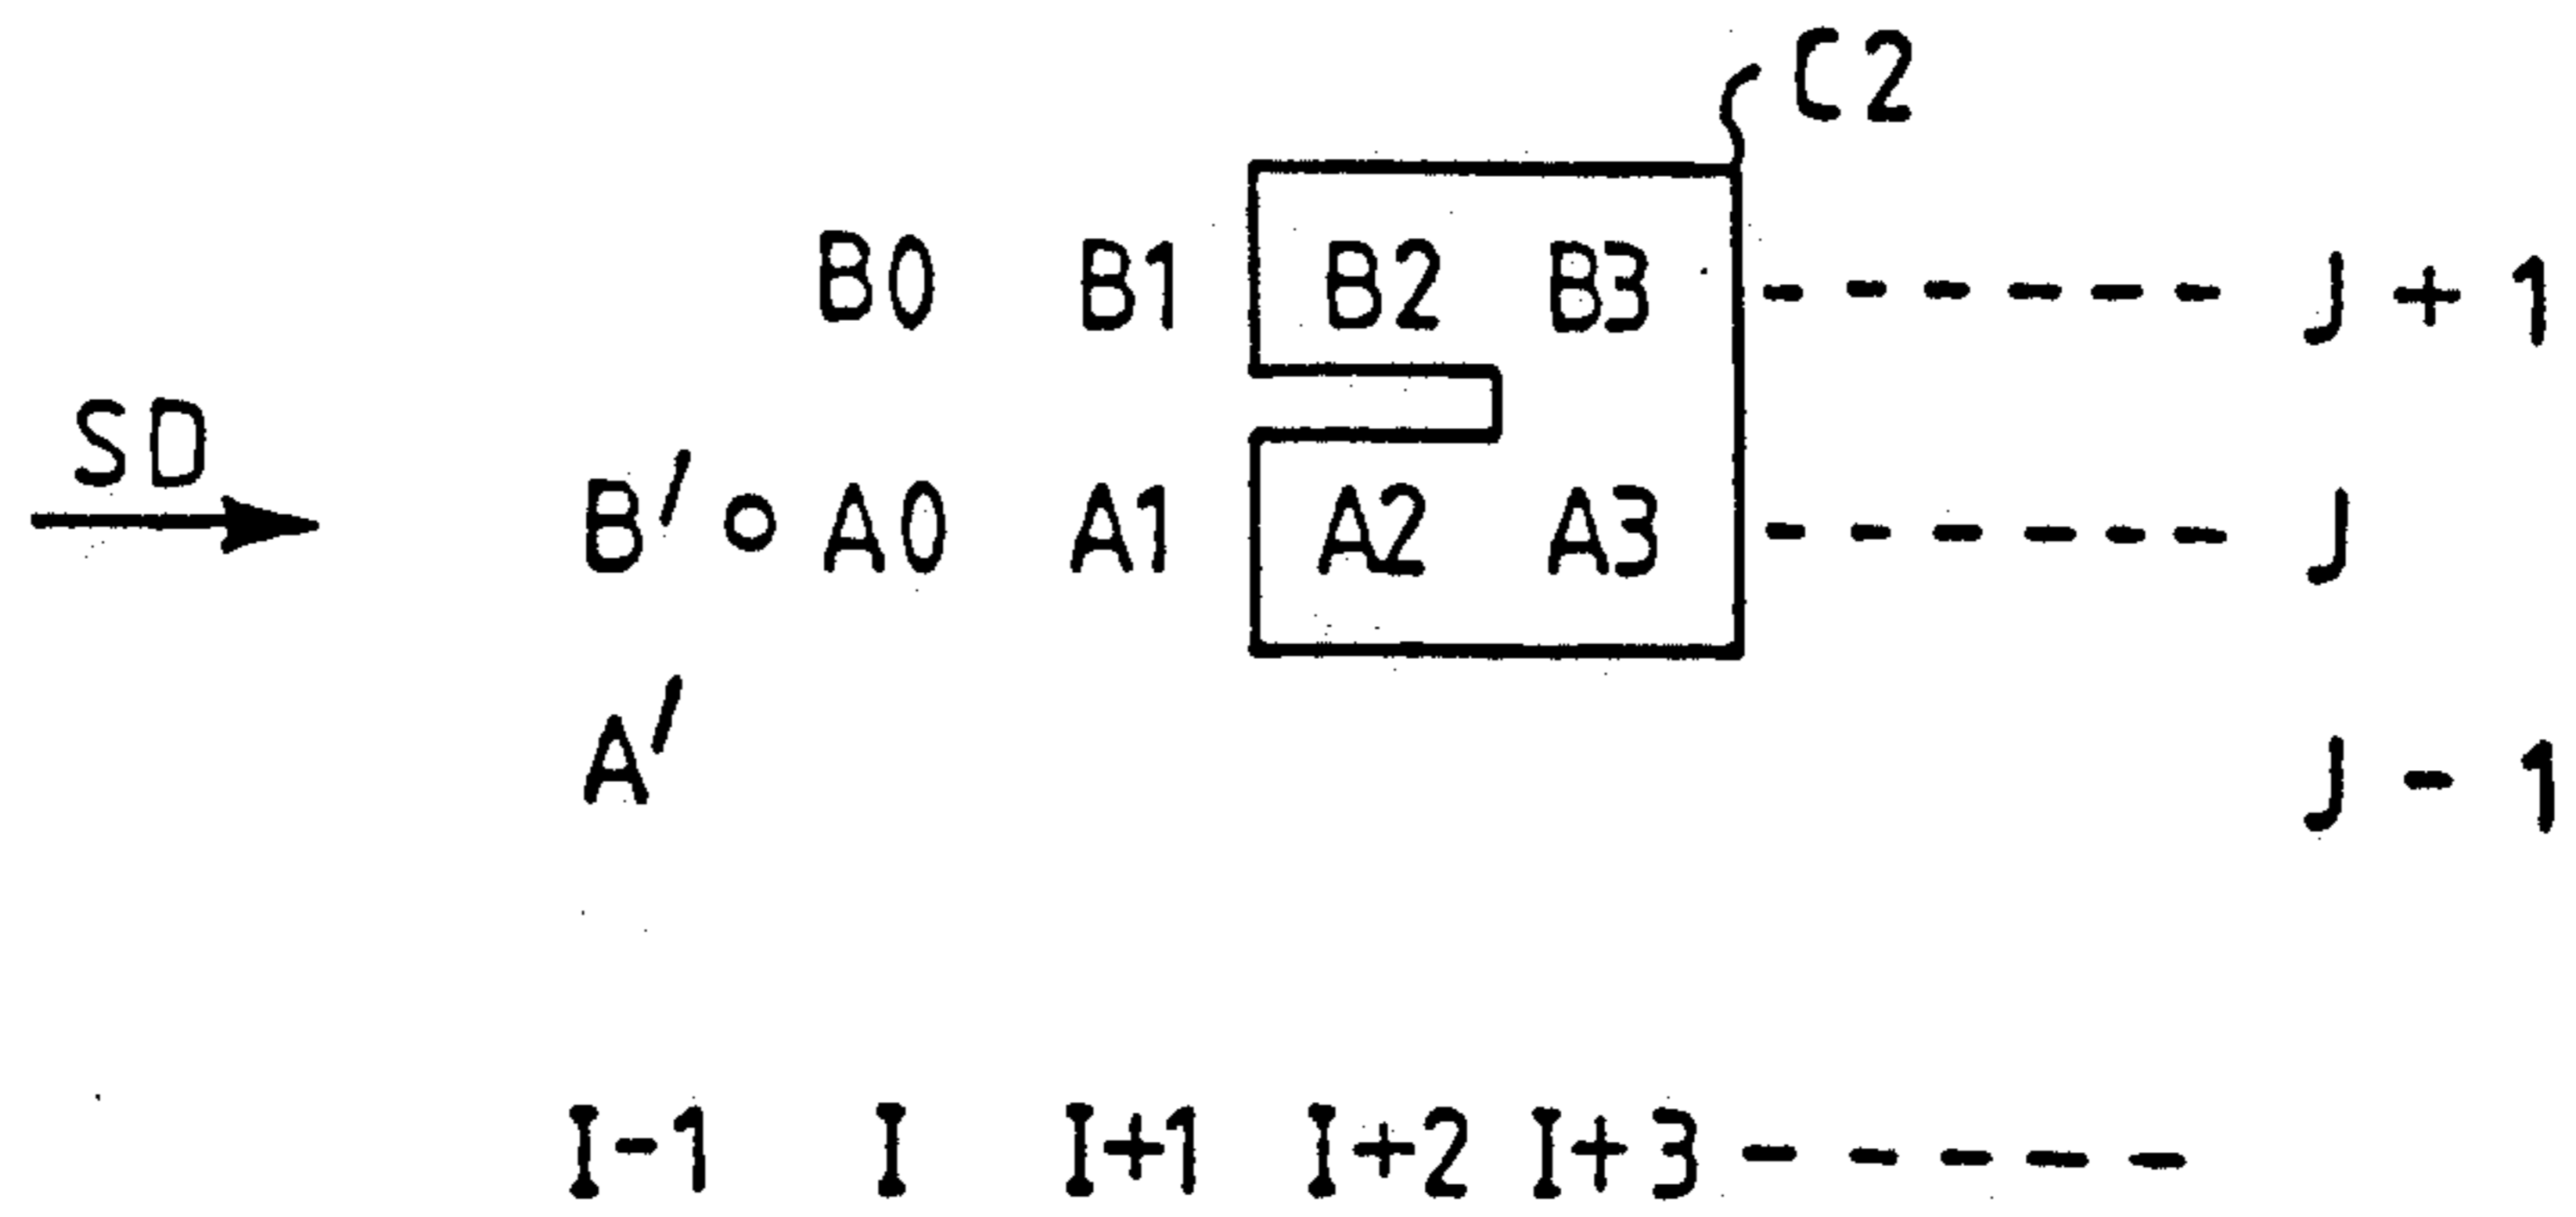 C2
B0 B1 B2 B3 - - - - - - J + 1
SD
B' o A0 A1 A2 A3 - - - - - - J
A' J - 1
I-1 I I+1 I+2 I+3 - - - - -